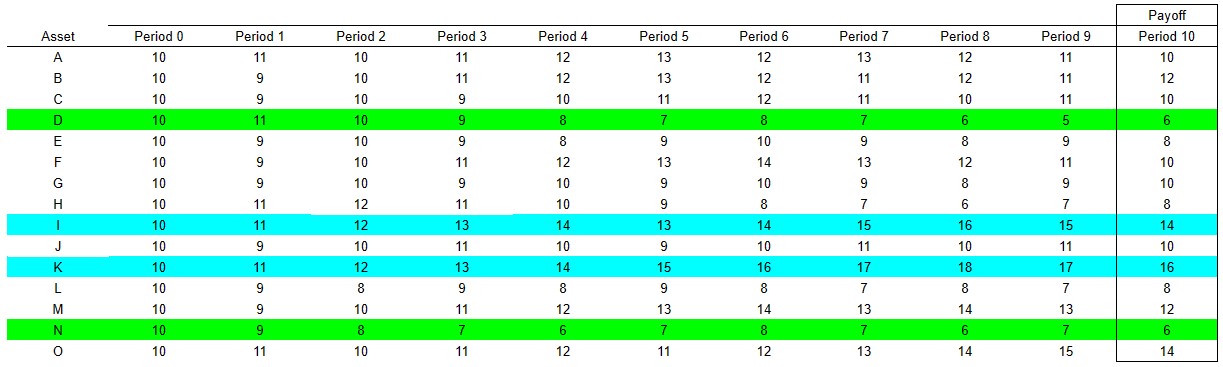 Payoff
Asset Period 0 Period 1 Period 2 Period 3 Period 4 Period 5 Period 6 Period 7 Period 8 Period 9 Period 10
A 10 11 10 11 12 13 12 13 12 11 10
B 10 9 10 11 12 13 12 11 12 11 12
C 10 9 10 9 10 11 12 11 10 11 10
D 10 11 10 9 8 7 8 7 6 5 6
E 10 9 10 9 8 9 10 9 8 9 8
F 10 9 10 11 12 13 14 13 12 11 10
G 10 9 10 9 10 9 10 9 8 9 10
H 10 11 12 11 10 9 8 7 6 7 8
I 10 11 12 13 14 13 14 15 16 15 14
J 10 9 10 11 10 9 10 11 10 11 10
K 10 11 12 13 14 15 16 17 18 17 16
L 10 9 8 9 8 9 8 7 8 7 8
M 10 9 10 11 12 13 14 13 14 13 12
N 10 9 8 7 6 7 8 7 6 7 6
O 10 11 10 11 12 11 12 13 14 15 14